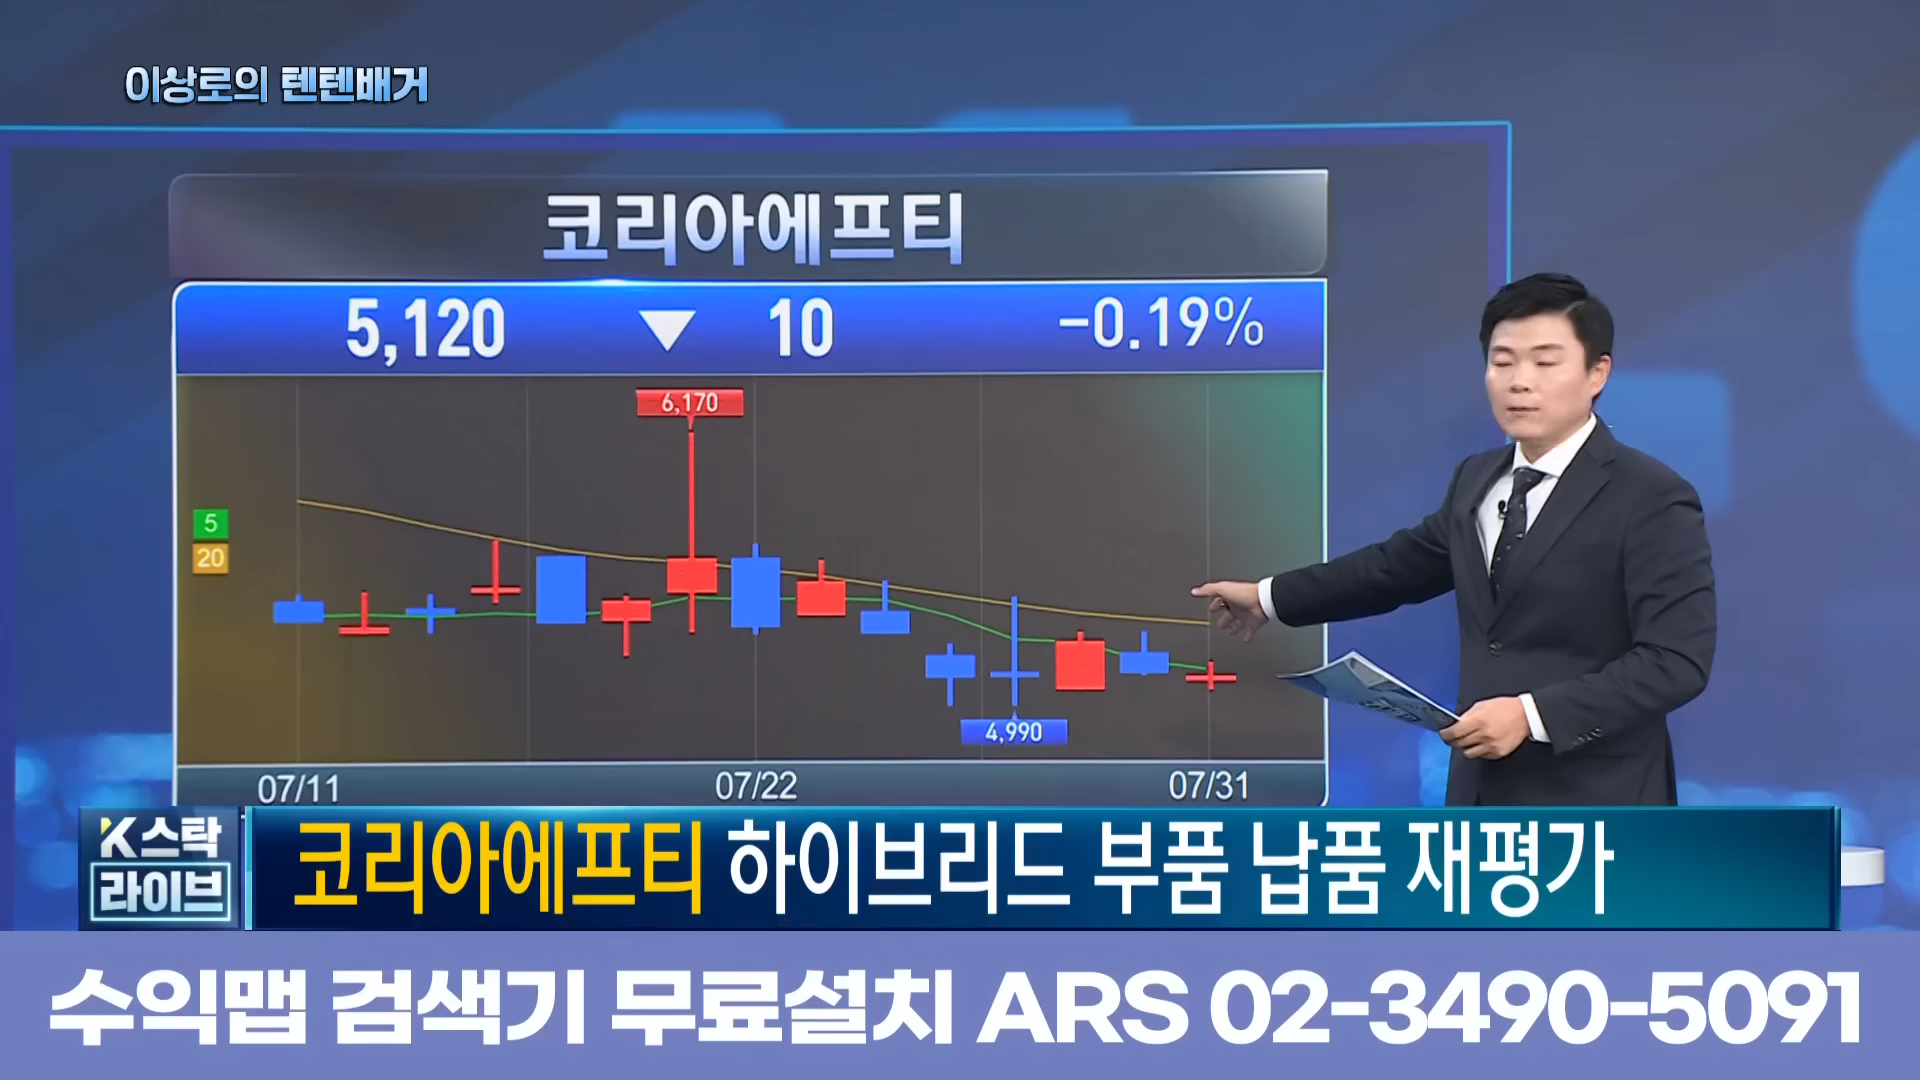 이상로의 텐텐배거
코리아에프티
5,120 ▼ 10 -0.19%
6,170
5
20
4,990
07/11 07/22 07/31
K스탁
라이브
코리아에프티 하이브리드 부품 납품 재평가
수익맵 검색기 무료설치 ARS 02-3490-5091